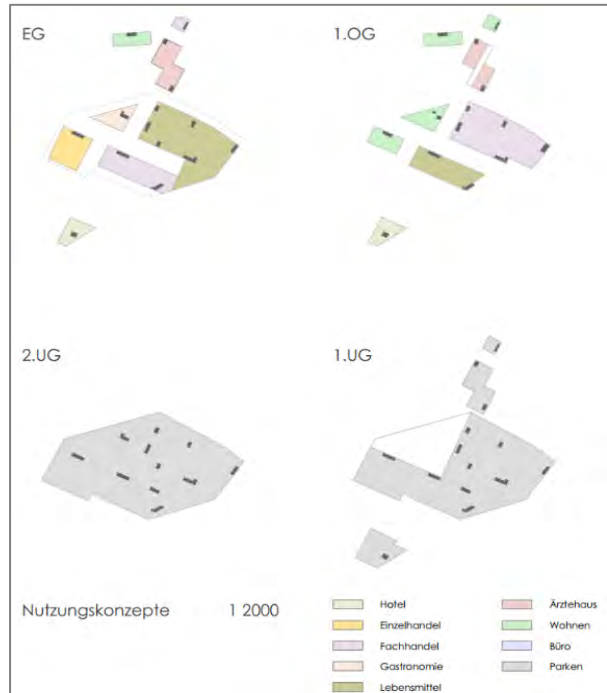 EG
1.OG
2.UG
1.UG
Nutzungskonzepte 1 2000
Hotel
Einzelhandel
Fachhandel
Gastronomie
Lebensmittel
Ärztehaus
Wohnen
Büro
Parken